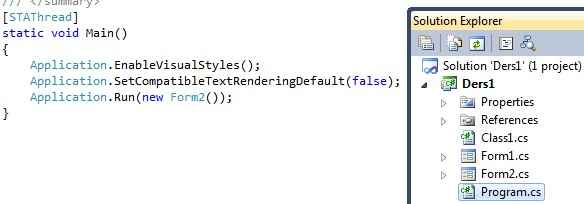 /// </summary>
[STAThread]
static void Main()
{
Application.EnableVisualStyles();
Application.SetCompatibleTextRenderingDefault(false);
Application.Run(new Form2());
}
Solution Explorer
Solution 'Ders1' (1 project)
Ders1
Properties
References
Class1.cs
Form1.cs
Form2.cs
Program.cs